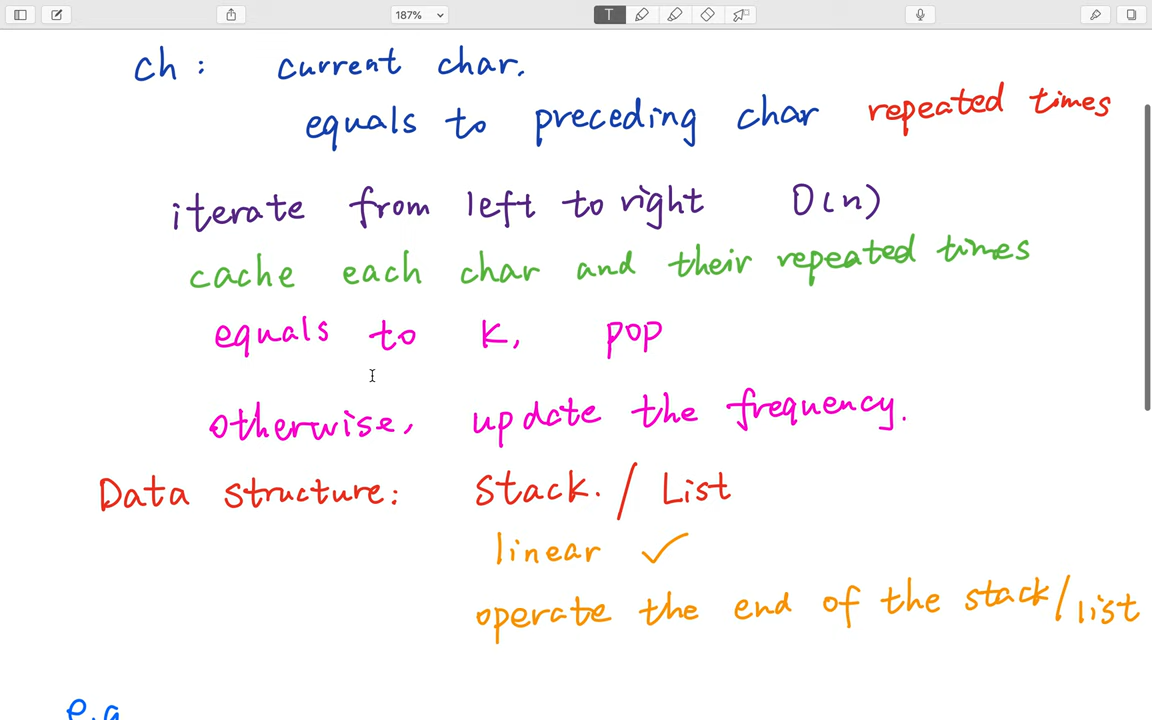 187%
T
ch: current char.
equals to preceding char repeated times
iterate from left to right O(n)
cache each char and their repeated times
equals to K, pop
otherwise, update the frequency.
Data structure: Stack. / List
linear ✓
operate the end of the stack/list
e.g